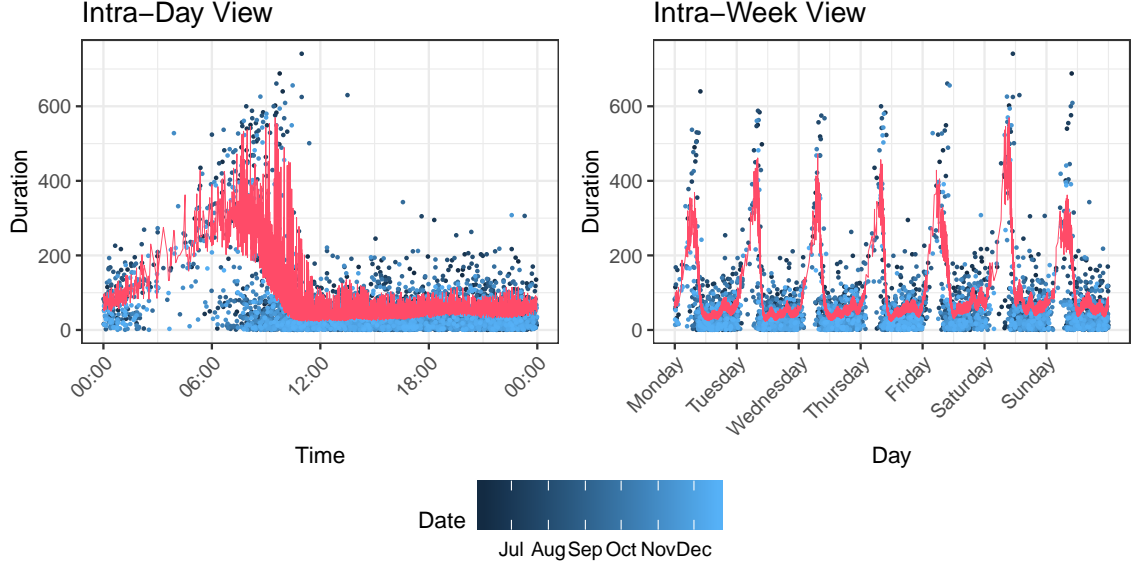 Intra−Day View
Duration
600
400
200
0
00:00
06:00
12:00
18:00
00:00
Time
Intra−Week View
Duration
600
400
200
0
Monday
Tuesday
Wednesday
Thursday
Friday
Saturday
Sunday
Day
Date
Jul Aug Sep Oct Nov Dec